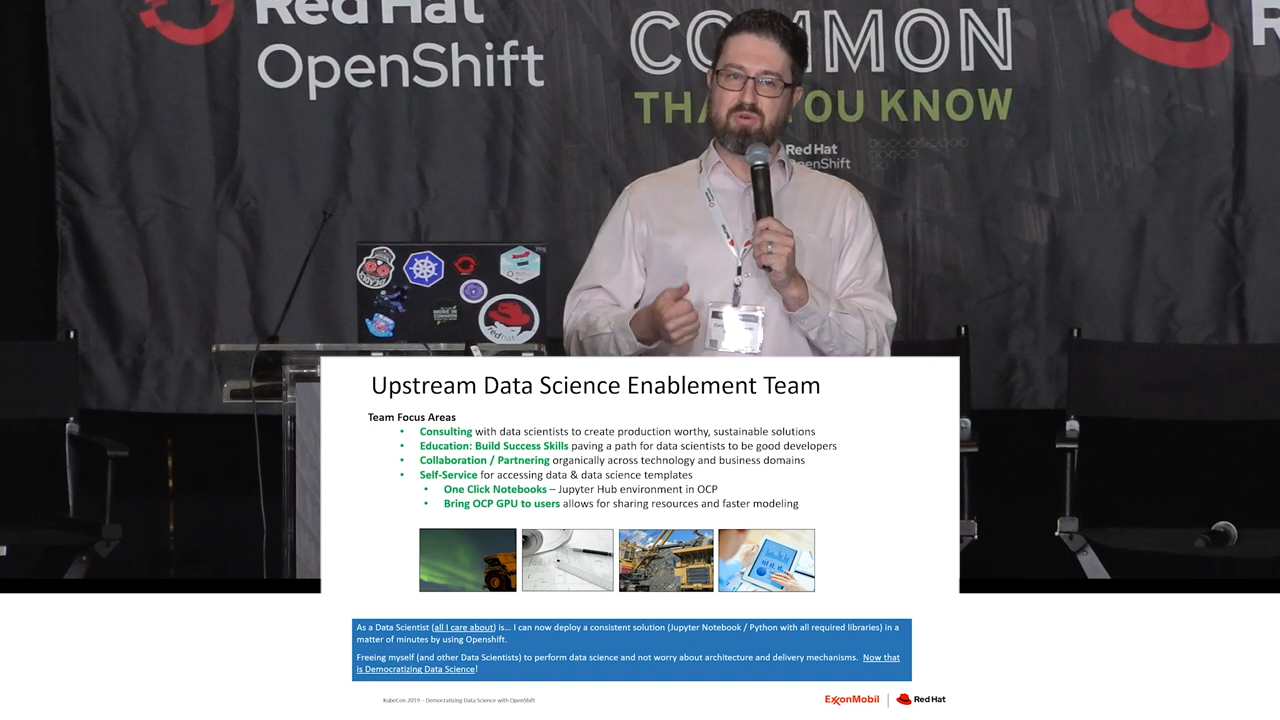 Red Hat
OpenShift
COMMON
THA YOU KNOW
Red Hat
OpenShift
R
redhat
Upstream Data Science Enablement Team
Team Focus Areas
• Consulting with data scientists to create production worthy, sustainable solutions
• Education: Build Success Skills paving a path for data scientists to be good developers
• Collaboration / Partnering organically across technology and business domains
• Self-Service for accessing data & data science templates
• One Click Notebooks – Jupyter Hub environment in OCP
• Bring OCP GPU to users allows for sharing resources and faster modeling
As a Data Scientist (all I care about) is... I can now deploy a consistent solution (Jupyter Notebook / Python with all required libraries) in a
matter of minutes by using Openshift.
Freeing myself (and other Data Scientists) to perform data science and not worry about architecture and delivery mechanisms. Now that
is Democratizing Data Science!
KubeCon 2019 – Democratizing Data Science with OpenShift
ExxonMobil | Red Hat